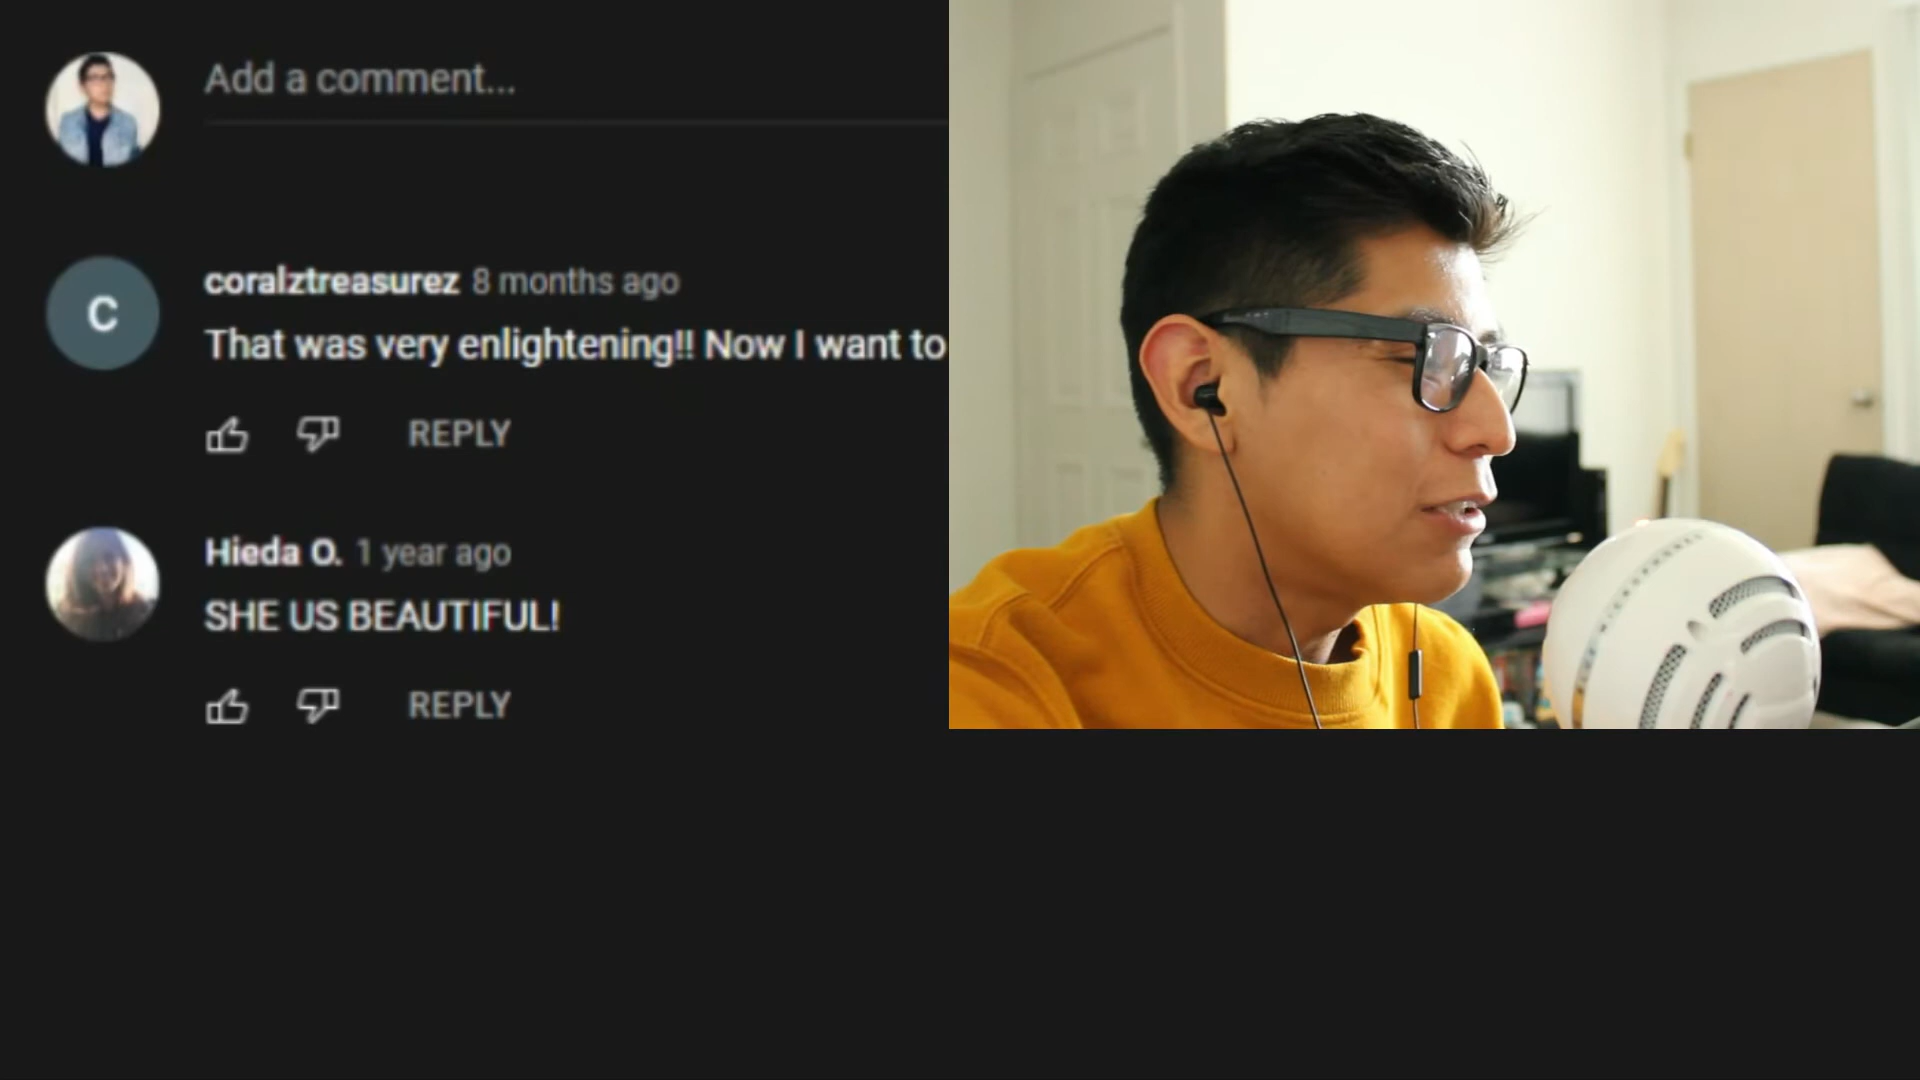 Add a comment...
C
coralztreasurez 8 months ago
That was very enlightening!! Now I want to
REPLY
Hieda O. 1 year ago
SHE US BEAUTIFUL!
REPLY